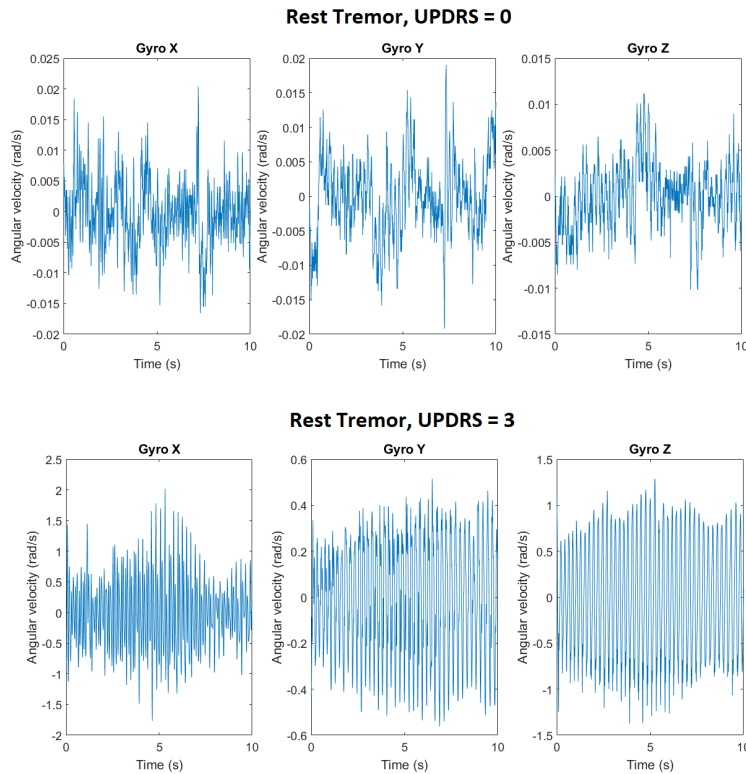 Rest Tremor, UPDRS = 0
Gyro X
Gyro Y
Gyro Z
0.025
0.02
0.015
0.01
0.005
0
-0.005
-0.01
-0.015
-0.02
Angular velocity (rad/s)
0 5 10
Time (s)
0.02
0.015
0.01
0.005
0
-0.005
-0.01
-0.015
-0.02
Angular velocity (rad/s)
0 5 10
Time (s)
0.015
0.01
0.005
0
-0.005
-0.01
-0.015
Angular velocity (rad/s)
0 5 10
Time (s)
Rest Tremor, UPDRS = 3
Gyro X
Gyro Y
Gyro Z
2.5
2
1.5
1
0.5
0
-0.5
-1
-1.5
-2
Angular velocity (rad/s)
0 5 10
Time (s)
0.6
0.4
0.2
0
-0.2
-0.4
-0.6
Angular velocity (rad/s)
0 5 10
Time (s)
1.5
1
0.5
0
-0.5
-1
-1.5
Angular velocity (rad/s)
0 5 10
Time (s)